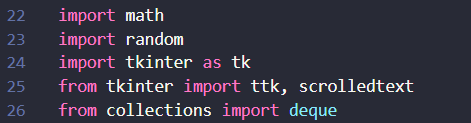 22 import math
23 import random
24 import tkinter as tk
25 from tkinter import ttk, scrolledtext
26 from collections import deque